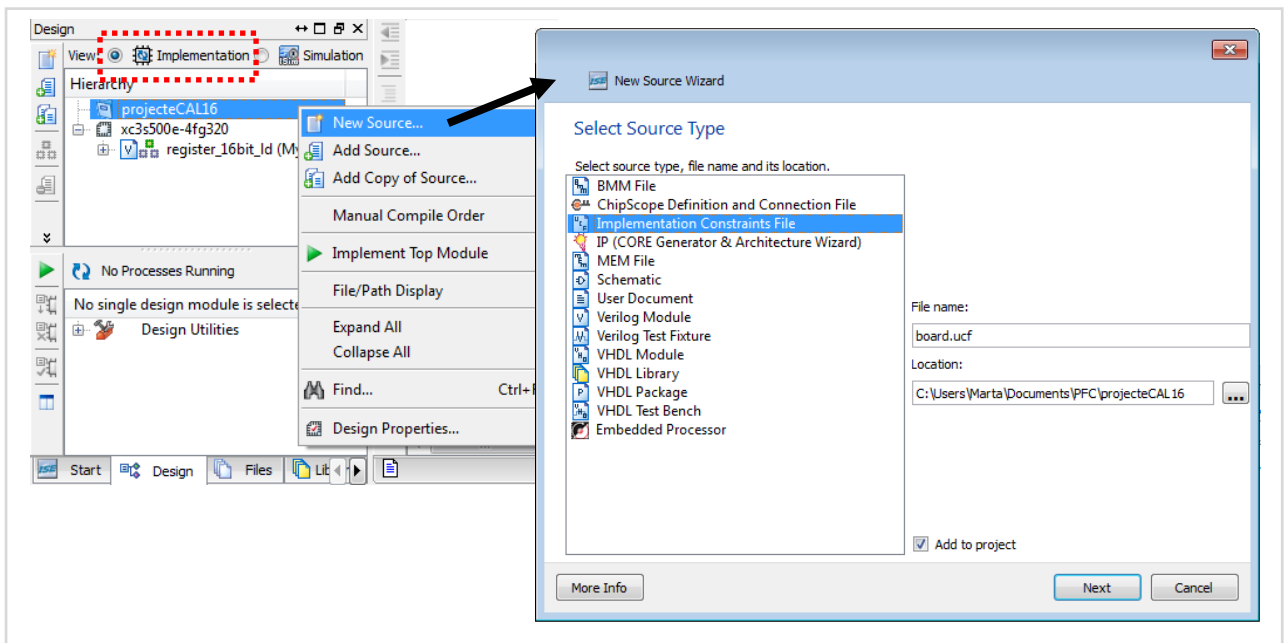 Design
View: Implementation Simulation
Hierarchy
projecteCAL16
xc3s500e-4fg320
register_16bit_ld (My
No Processes Running
No single design module is selecte
Design Utilities
Start Design Files Lib
New Source...
Add Source...
Add Copy of Source...
Manual Compile Order
Implement Top Module
File/Path Display
Expand All
Collapse All
Find... Ctrl+F
Design Properties...
ISE New Source Wizard
Select Source Type
Select source type, file name and its location.
BMM File
ChipScope Definition and Connection File
Implementation Constraints File
IP (CORE Generator & Architecture Wizard)
MEM File
Schematic
User Document
Verilog Module
Verilog Test Fixture
VHDL Module
VHDL Library
VHDL Package
VHDL Test Bench
Embedded Processor
File name:
board.ucf
Location:
C:\Users\Marta\Documents\PFC\projecteCAL16
...
Add to project
More Info Next Cancel